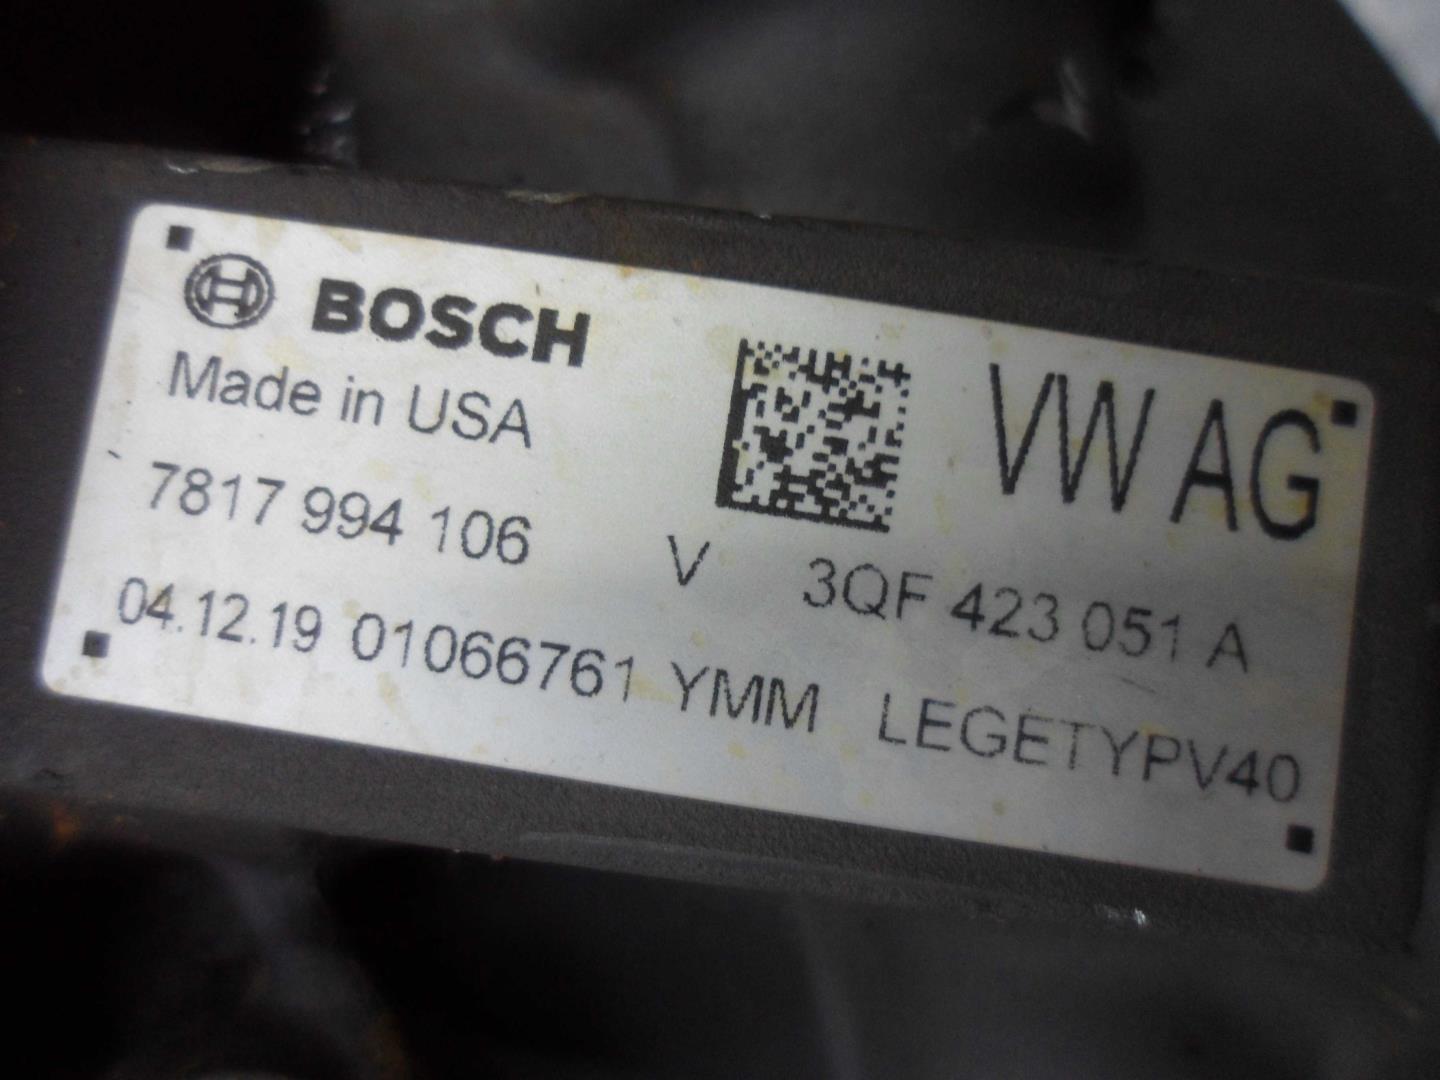 BOSCH
Made in USA
VW AG
7817 994 106 V 3QF 423 051 A
04.12.19 01066761 YMM LEGETYPV40